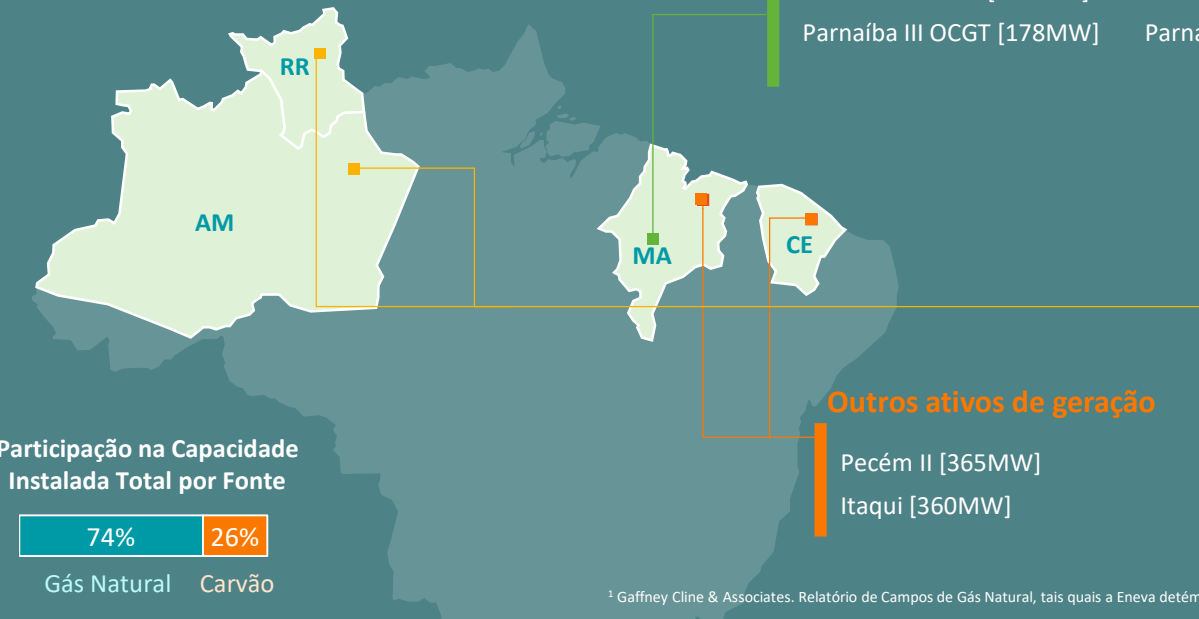 Parnaíba III OCGT [178MW]
RR
AM
MA
CE
Outros ativos de geração
Pecém II [365MW]
Itaqui [360MW]
Participação na Capacidade
Instalada Total por Fonte
74% 26%
Gás Natural Carvão
¹ Gaffney Cline & Associates. Relatório de Campos de Gás Natural, tais quais a Eneva detém